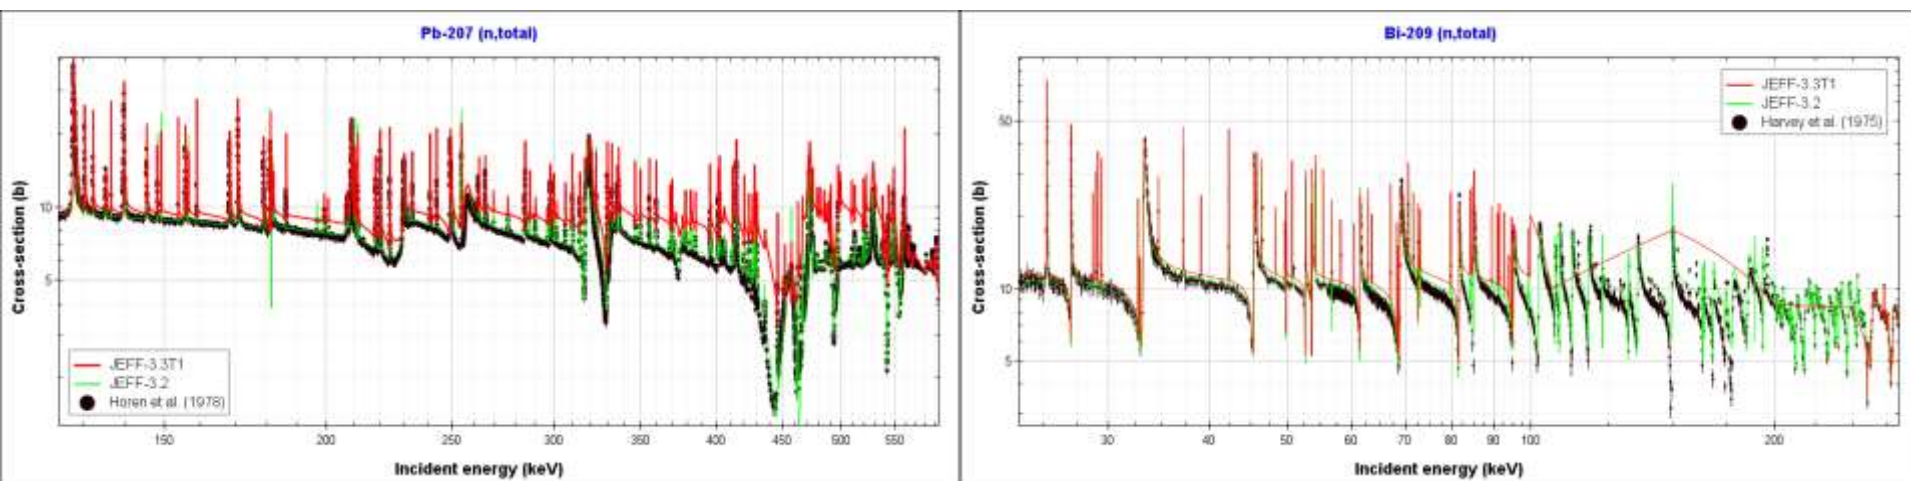 Pb-207 (n,total)
Cross-section (b)
10
5
JEFF-3.3T1
JEFF-3.2
Horen et al. (1978)
150
200
250
300
350
400
450
500
550
Incident energy (keV)
Bi-209 (n,total)
Cross-section (b)
50
10
5
JEFF-3.3T1
JEFF-3.2
Harvey et al. (1975)
30
40
50
60
70
80
90
100
200
Incident energy (keV)